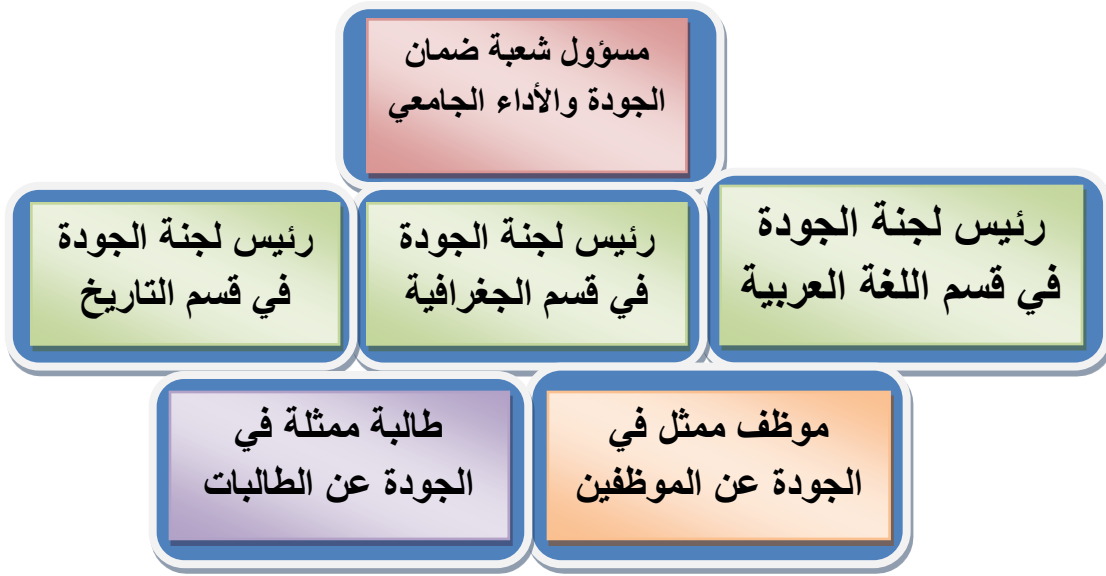 مسؤول شعبة ضمان
الجودة والأداء الجامعي
رئيس لجنة الجودة
في قسم اللغة العربية
رئيس لجنة الجودة
في قسم الجغرافية
رئيس لجنة الجودة
في قسم التاريخ
موظف ممثل في
الجودة عن الموظفين
طالبة ممثلة في
الجودة عن الطالبات